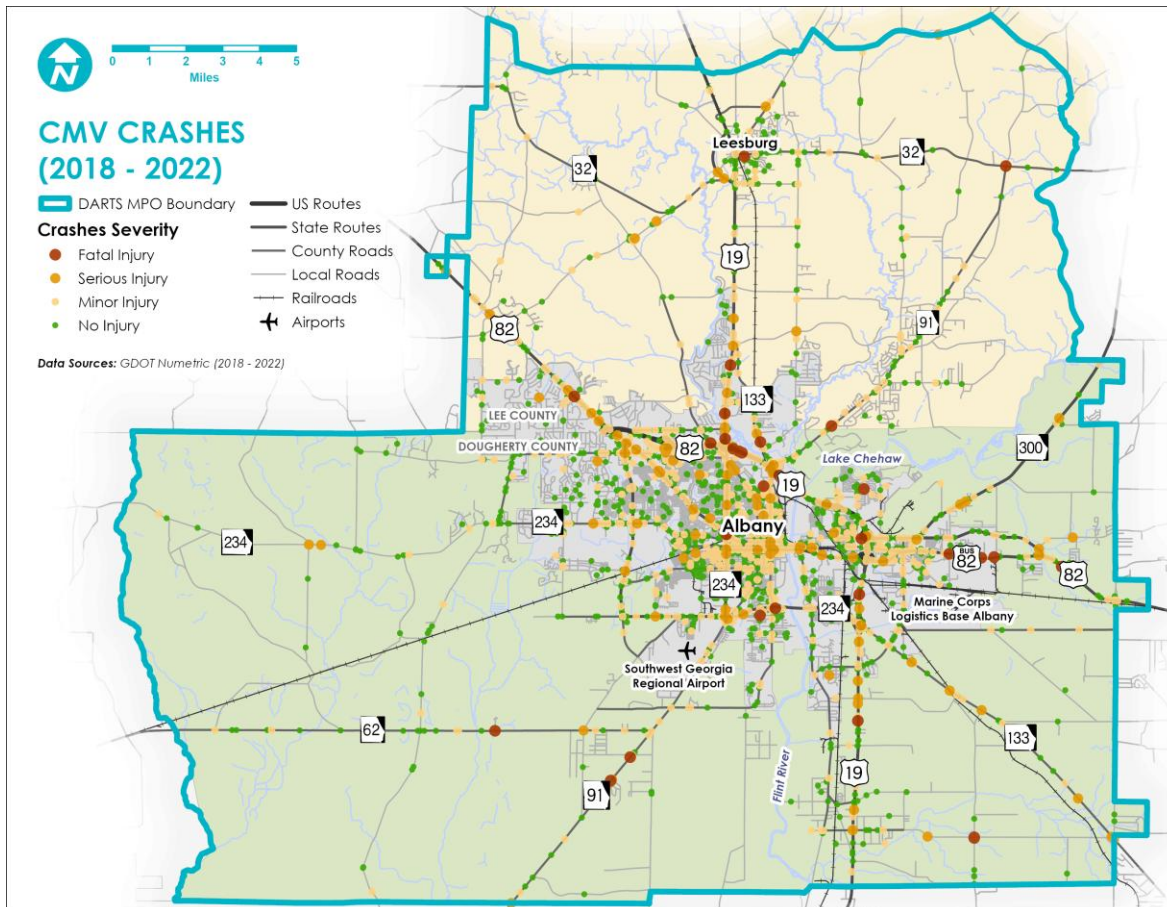 N
0 1 2 3 4 5
Miles
CMV CRASHES
(2018 - 2022)
DARTS MPO Boundary
Crashes Severity
Fatal Injury
Serious Injury
Minor Injury
No Injury
US Routes
State Routes
County Roads
Local Roads
Railroads
Airports
Data Sources: GDOT Numetric (2018 - 2022)
Leesburg
32
32
19
82
91
133
LEE COUNTY
DOUGHERTY COUNTY
82
300
Lake Chehaw
19
234
234
Albany
BUS
82
82
234
234
Marine Corps
Logistics Base Albany
Southwest Georgia
Regional Airport
62
133
19
Flint River
91